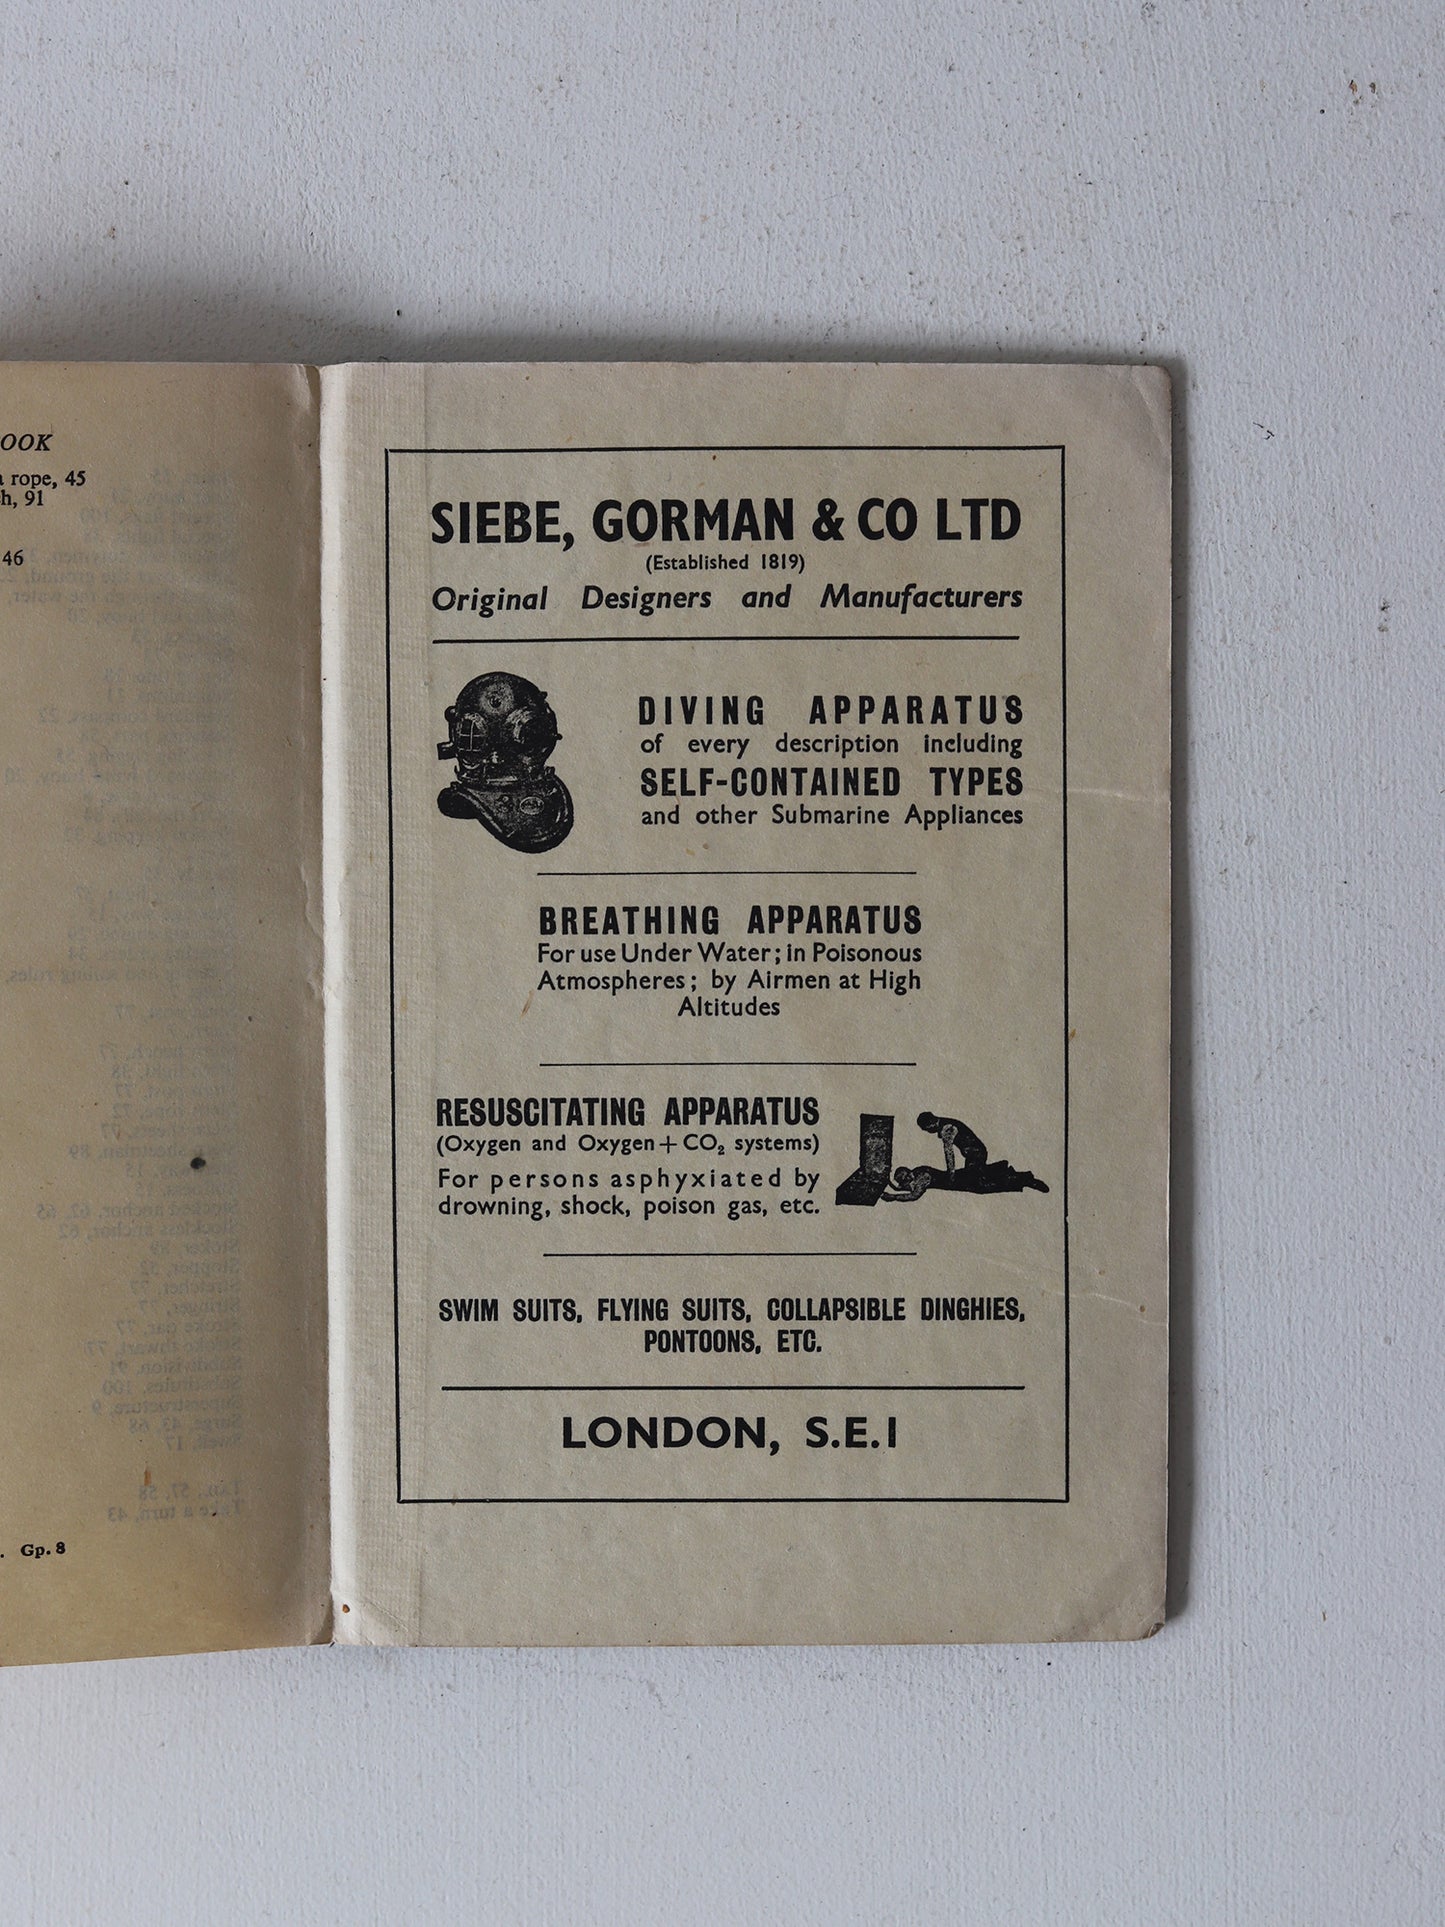 OOK
a rope, 45
h, 91
46
. Gp. 8
SIEBE, GORMAN & CO LTD
(Established 1819)
Original Designers and Manufacturers
DIVING APPARATUS
of every description including
SELF-CONTAINED TYPES
and other Submarine Appliances
BREATHING APPARATUS
For use Under Water; in Poisonous
Atmospheres; by Airmen at High
Altitudes
RESUSCITATING APPARATUS
(Oxygen and Oxygen+CO₂ systems)
For persons asphyxiated by
drowning, shock, poison gas, etc.
SWIM SUITS, FLYING SUITS, COLLAPSIBLE DINGHIES,
PONTOONS, ETC.
LONDON, S.E.1